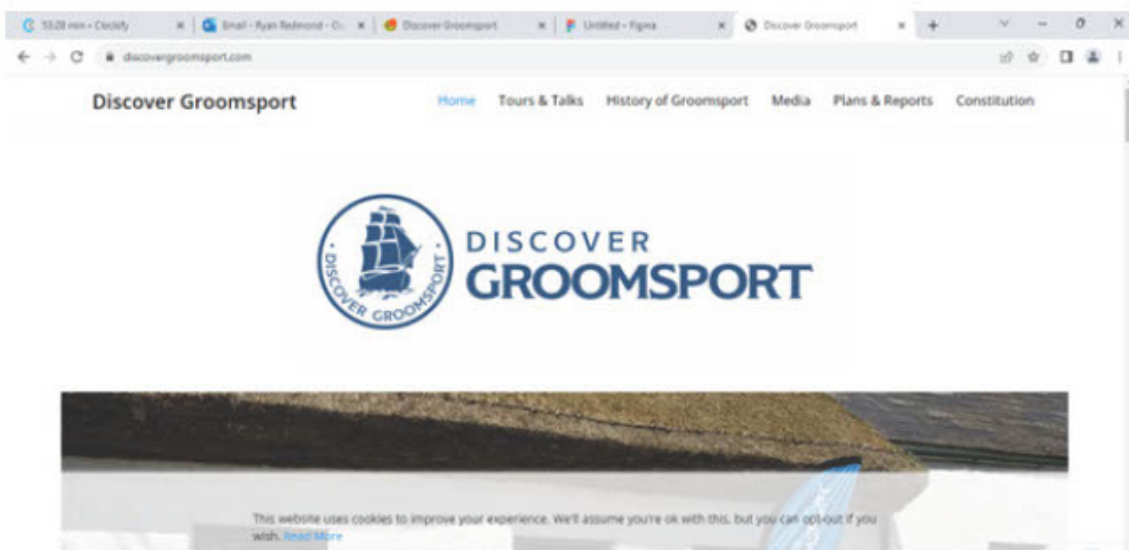 53:28 min • Clockify
Email - Ryan Redmond - Ou
Discover Groomsport
Untitled – Figma
Discover Groomsport
discovergroomsport.com
Discover Groomsport
Home Tours & Talks History of Groomsport Media Plans & Reports Constitution
DISCOVER GROOMSPORT
DISCOVER
GROOMSPORT
This website uses cookies to improve your experience. We'll assume you're ok with this, but you can opt-out if you
wish. Read More